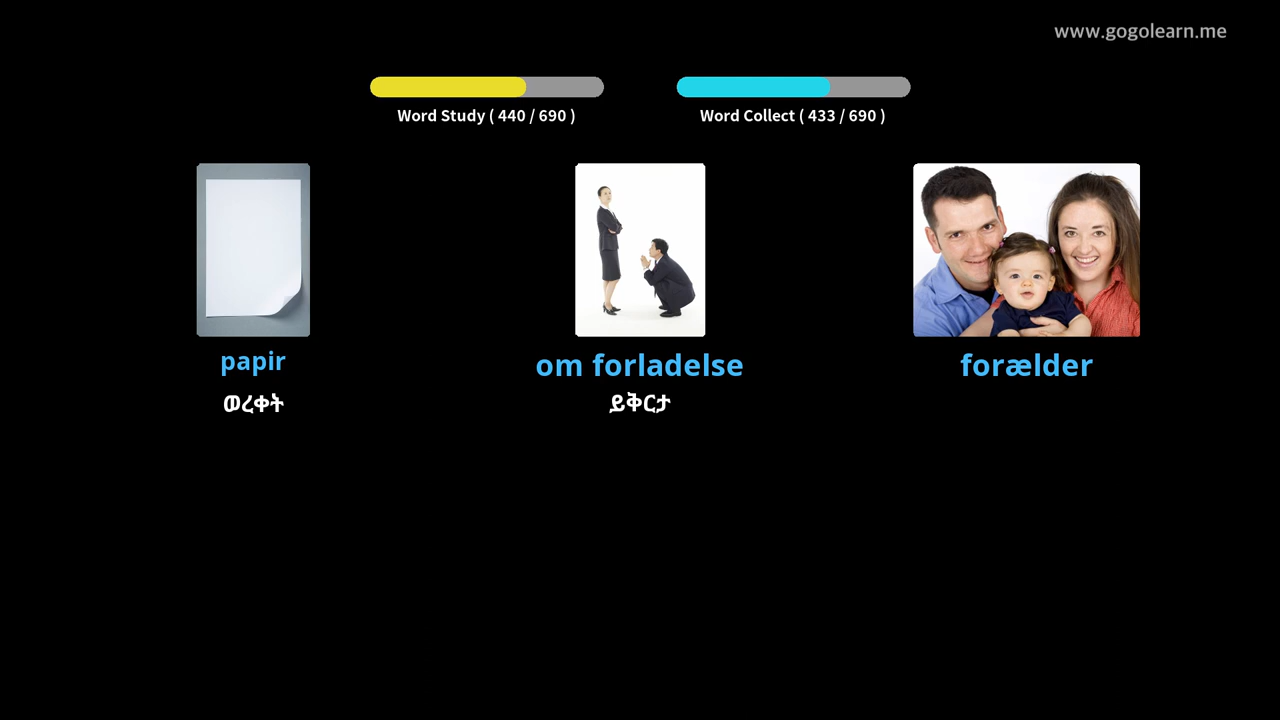 www.gogolearn.me
Word Study ( 440 / 690 )
Word Collect ( 433 / 690 )
papir
om forladelse
forælder
ወረቀት
ይቅርታ